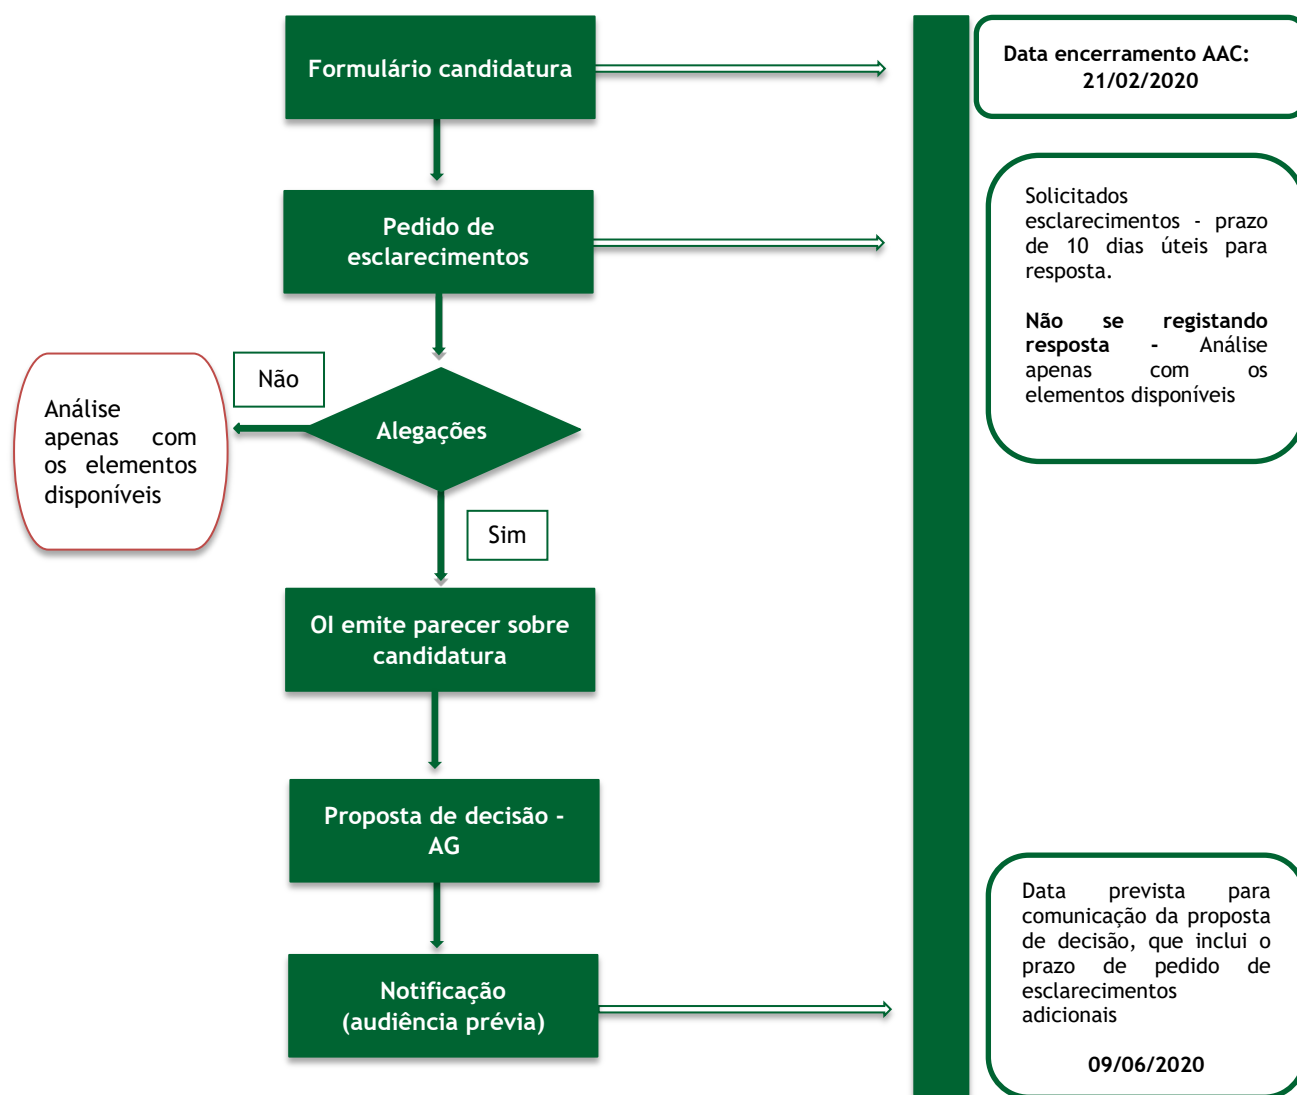 Formulário candidatura
Data encerramento AAC:
21/02/2020
Pedido de
esclarecimentos
Solicitados
esclarecimentos - prazo
de 10 dias úteis para
resposta.
Não se registando
resposta - Análise
apenas com os
elementos disponíveis
Não
Análise
apenas com
os elementos
disponíveis
Alegações
Sim
OI emite parecer sobre
candidatura
Proposta de decisão -
AG
Notificação
(audiência prévia)
Data prevista para
comunicação da proposta
de decisão, que inclui o
prazo de pedido de
esclarecimentos
adicionais
09/06/2020